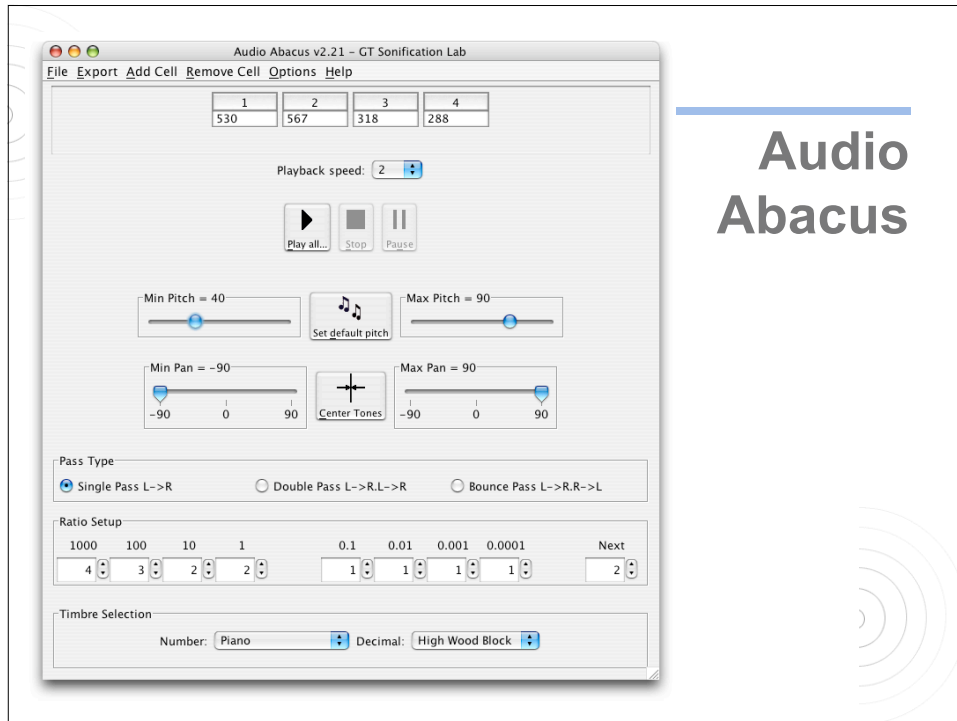 Audio Abacus v2.21 – GT Sonification Lab
File Export Add Cell Remove Cell Options Help
1 2 3 4
530 567 318 288
Playback speed: 2
Play all... Stop Pause
Min Pitch = 40
Set default pitch
Max Pitch = 90
Min Pan = -90
-90 0 90
Center Tones
Max Pan = 90
-90 0 90
Pass Type
Single Pass L->R Double Pass L->R.L->R Bounce Pass L->R.R->L
Ratio Setup
1000 100 10 1 0.1 0.01 0.001 0.0001 Next
4 3 2 2 1 1 1 1 2
Timbre Selection
Number: Piano Decimal: High Wood Block
Audio
Abacus